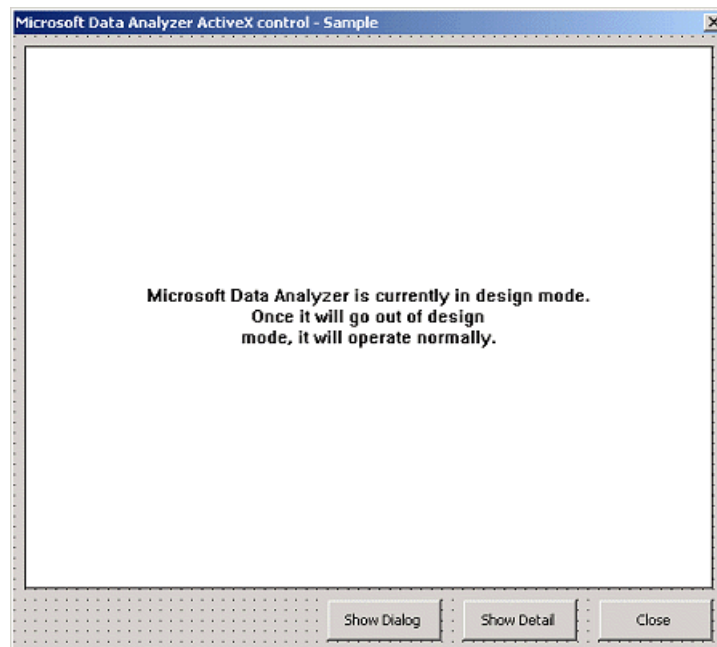 Microsoft Data Analyzer ActiveX control - Sample
Microsoft Data Analyzer is currently in design mode.
Once it will go out of design
mode, it will operate normally.
Show Dialog
Show Detail
Close